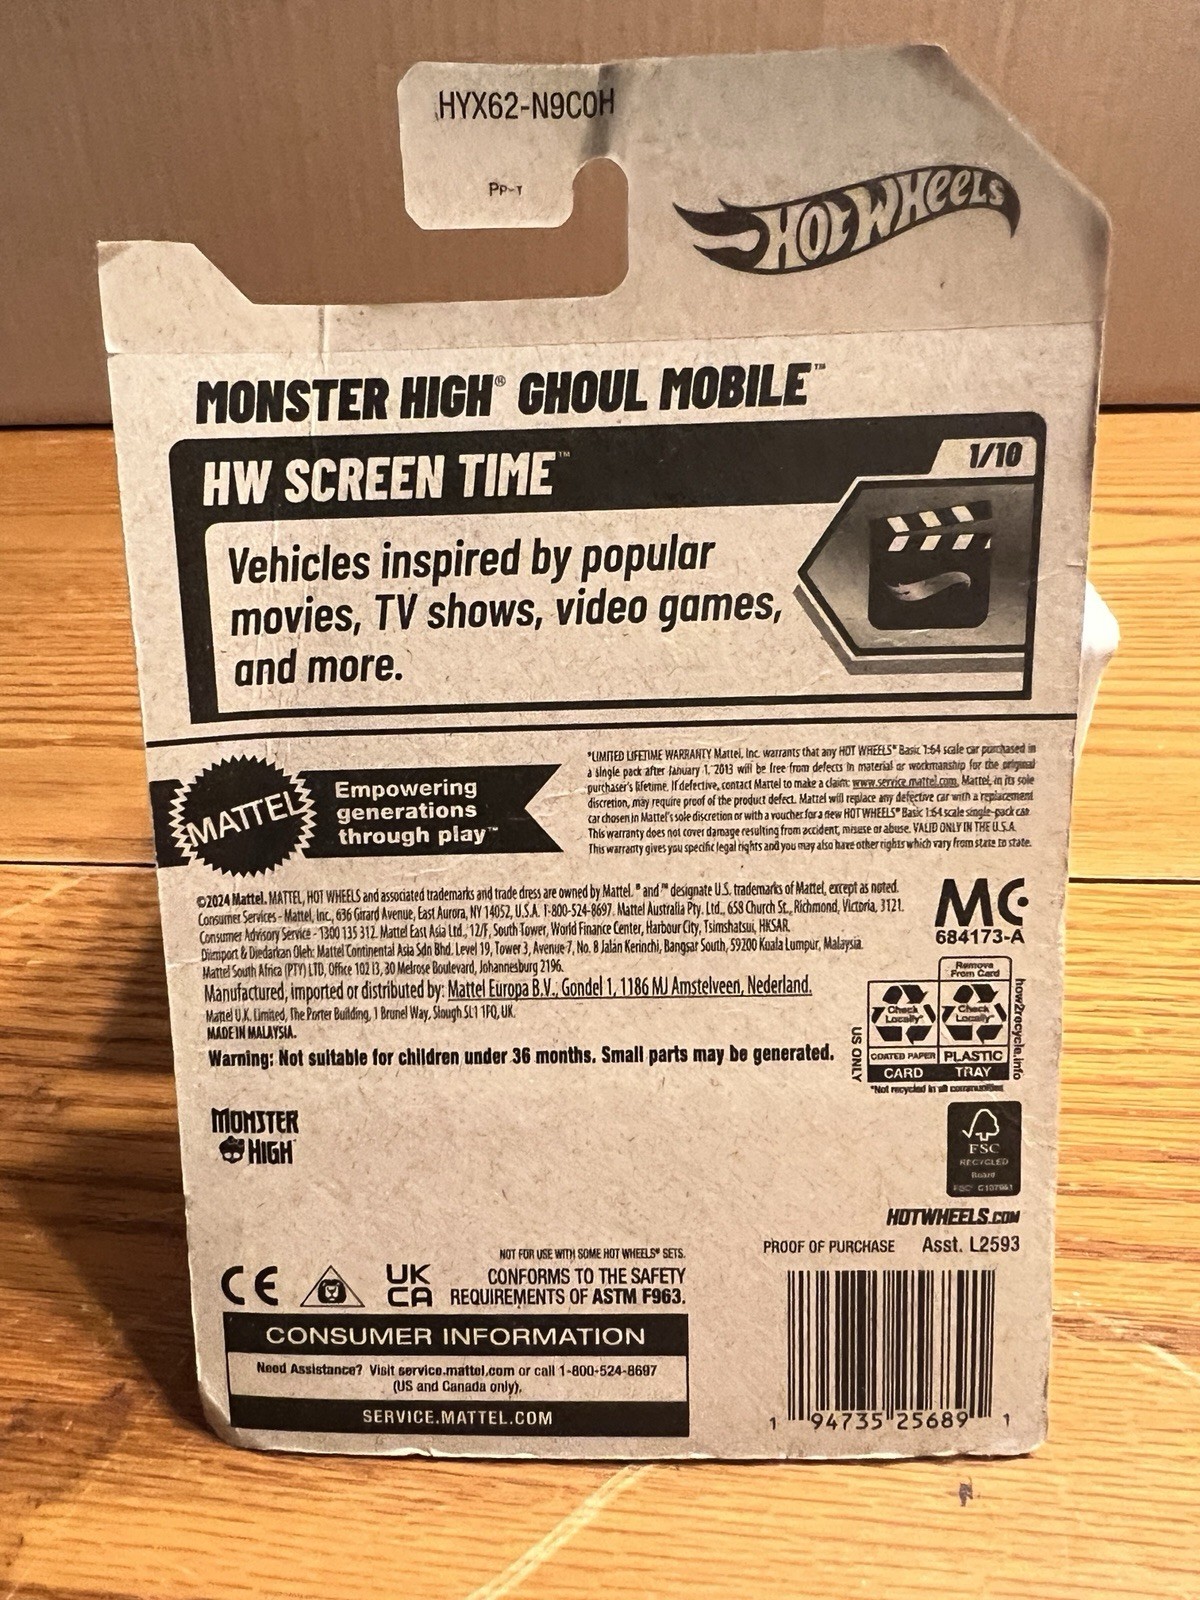 HYX62-N9C0H
PP-Y
HOT WHEELS
MONSTER HIGH® GHOUL MOBILE™
HW SCREEN TIME™
1/10
Vehicles inspired by popular
movies, TV shows, video games,
and more.
MATTEL
Empowering
generations
through play™
*LIMITED LIFETIME WARRANTY Mattel, Inc. warrants that any HOT WHEELS® Basic 1:64 scale car purchased in
a single pack after January 1, 2013 will be free from defects in material or workmanship for the original
purchaser's lifetime. If defective, contact Mattel to make a claim: www.service.mattel.com. Mattel, in its sole
discretion, may require proof of the product defect. Mattel will replace any defective car with a replacement
car chosen in Mattel's sole discretion or with a voucher for a new HOT WHEELS® Basic 1:64 scale single-pack car.
This warranty does not cover damage resulting from accident, misuse or abuse. VALID ONLY IN THE U.S.A.
This warranty gives you specific legal rights and you may also have other rights which vary from state to state.
©2024 Mattel. MATTEL, HOT WHEELS and associated trademarks and trade dress are owned by Mattel. ® and ™ designate U.S. trademarks of Mattel, except as noted.
Consumer Services - Mattel, Inc., 636 Girard Avenue, East Aurora, NY 14052, U.S.A. 1-800-524-8697. Mattel Australia Pty. Ltd., 658 Church St., Richmond, Victoria, 3121.
Consumer Advisory Service - 1300 135 312. Mattel East Asia Ltd., 12/F, South Tower, World Finance Center, Harbour City, Tsimshatsui, HKSAR.
Diimport & Diedarkan Oleh: Mattel Continental Asia Sdn Bhd. Level 19, Tower 3, Avenue 7, No. 8 Jalan Kerinchi, Bangsar South, 59200 Kuala Lumpur, Malaysia.
Mattel South Africa (PTY) LTD, Office 102 I3, 30 Melrose Boulevard, Johannesburg 2196.
Manufactured, imported or distributed by: Mattel Europa B.V., Gondel 1, 1186 MJ Amstelveen, Nederland.
Mattel U.K. Limited, The Porter Building, 1 Brunel Way, Slough SL1 1FQ, UK.
MADE IN MALAYSIA.
Warning: Not suitable for children under 36 months. Small parts may be generated.
MC
684173-A
Remove
From Card
Check
Locally*
Check
Locally*
COATED PAPER
PLASTIC
CARD
TRAY
US ONLY
how2recycle.info
*Not recycled in all communities
MONSTER
HIGH
FSC
RECYCLED
Board
FSC® C107661
HOTWHEELS.COM
PROOF OF PURCHASE Asst. L2593
NOT FOR USE WITH SOME HOT WHEELS® SETS.
CE
UK
CA
CONFORMS TO THE SAFETY
REQUIREMENTS OF ASTM F963.
CONSUMER INFORMATION
Need Assistance? Visit service.mattel.com or call 1-800-524-8697
(US and Canada only).
SERVICE.MATTEL.COM
1 94735 25689 1